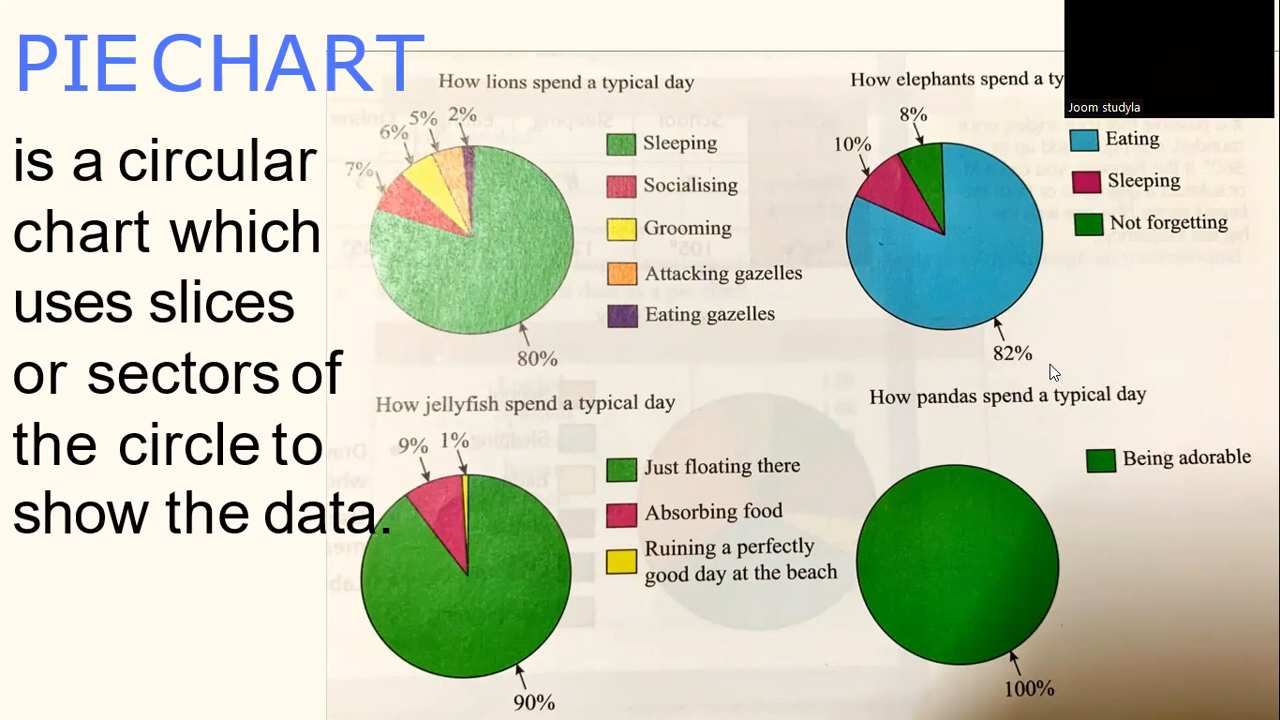 PIE CHART
is a circular
chart which
uses slices
or sectors of
the circle to
show the data.
How lions spend a typical day
7%
6%
5%
2%
80%
Sleeping
Socialising
Grooming
Attacking gazelles
Eating gazelles
How elephants spend a ty
10%
8%
82%
Eating
Sleeping
Not forgetting
Joom studyla
How jellyfish spend a typical day
9%
1%
90%
Just floating there
Absorbing food
Ruining a perfectly
good day at the beach
How pandas spend a typical day
Being adorable
100%